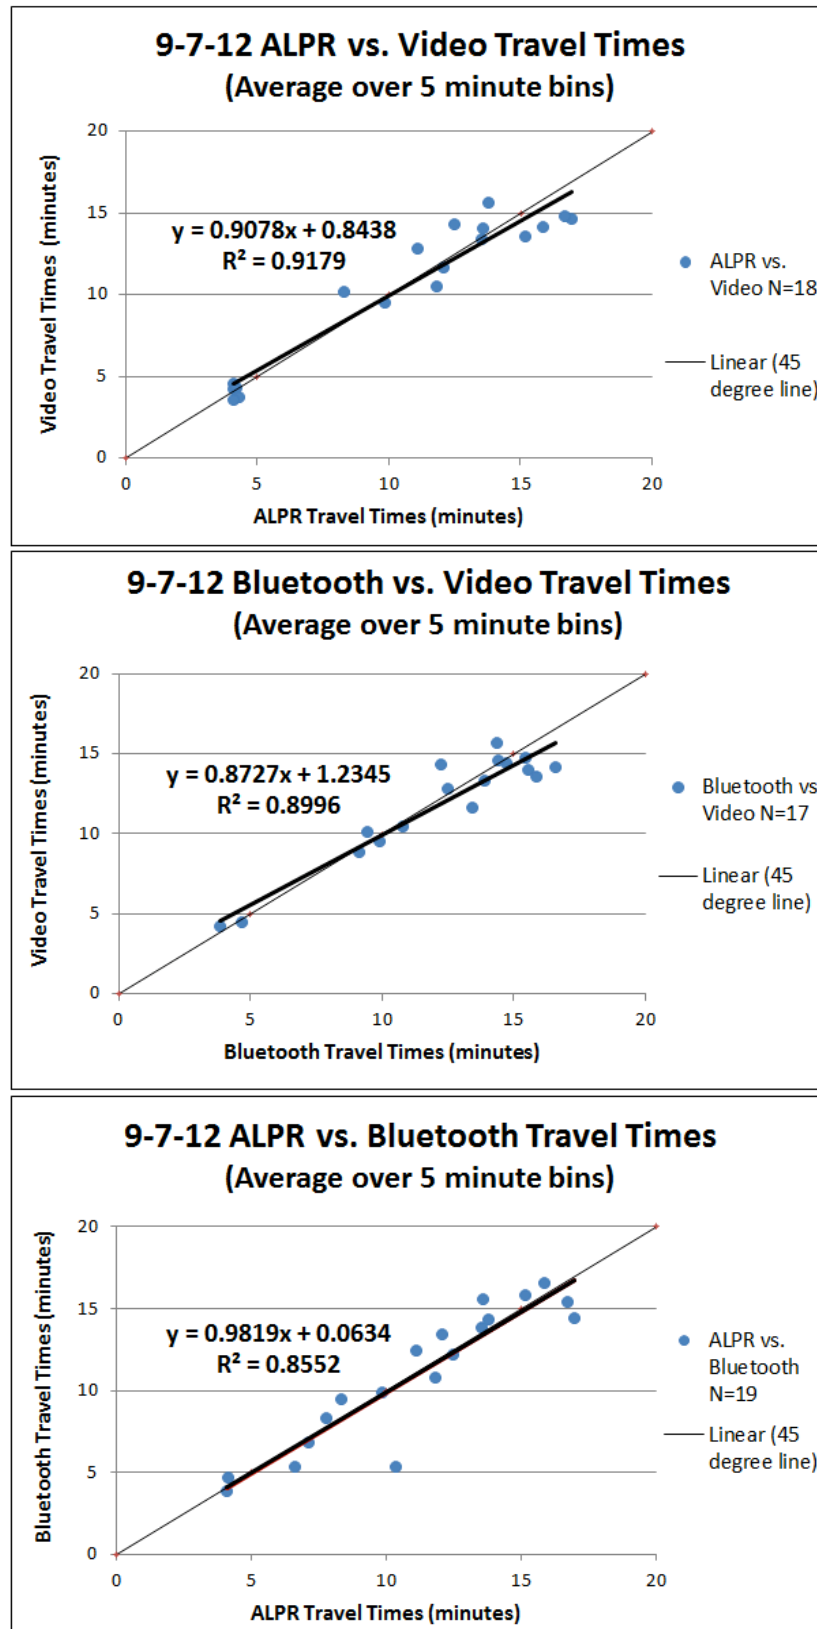 9-7-12 ALPR vs. Video Travel Times
(Average over 5 minute bins)
Video Travel Times (minutes)
20
15
10
5
0
y = 0.9078x + 0.8438
R² = 0.9179
ALPR vs.
Video N=18
Linear (45
degree line)
0 5 10 15 20
ALPR Travel Times (minutes)
9-7-12 Bluetooth vs. Video Travel Times
(Average over 5 minute bins)
Video Travel Times (minutes)
20
15
10
5
0
y = 0.8727x + 1.2345
R² = 0.8996
Bluetooth vs
Video N=17
Linear (45
degree line)
0 5 10 15 20
Bluetooth Travel Times (minutes)
9-7-12 ALPR vs. Bluetooth Travel Times
(Average over 5 minute bins)
Bluetooth Travel Times (minutes)
20
15
10
5
0
y = 0.9819x + 0.0634
R² = 0.8552
ALPR vs.
Bluetooth
N=19
Linear (45
degree line)
0 5 10 15 20
ALPR Travel Times (minutes)